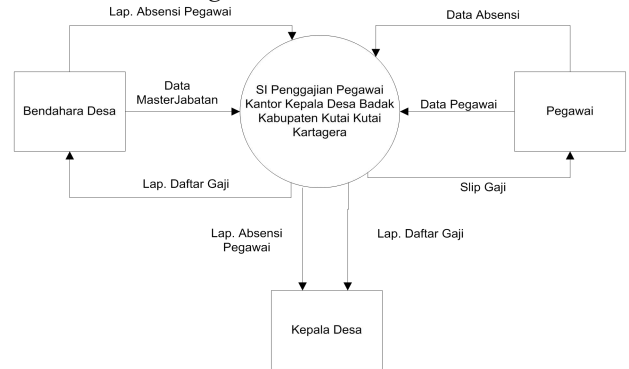 Lap. Absensi Pegawai
Data Absensi
Bendahara Desa
Data
MasterJabatan
SI Penggajian Pegawai
Kantor Kepala Desa Badak
Kabupaten Kutai Kutai
Kartagera
Data Pegawai
Pegawai
Lap. Daftar Gaji
Slip Gaji
Lap. Absensi
Pegawai
Lap. Daftar Gaji
Kepala Desa